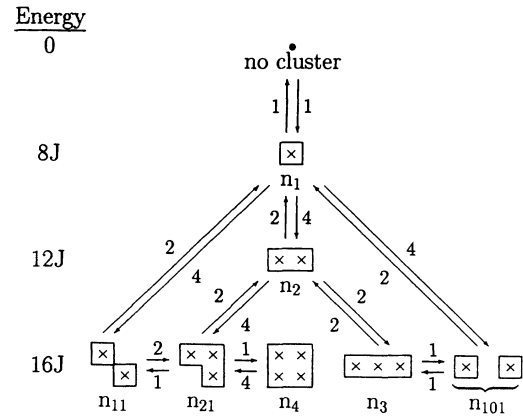 Energy
0
no cluster
1 1
8J
×
n₁
2 4 2 4 4 2
12J
× ×
n₂
2 4 2 2
16J
× × 2 1 × × × 1 4 × × × × × × × 1 1 × ×
n₁₁ n₂₁ n₄ n₃ n₁₀₁